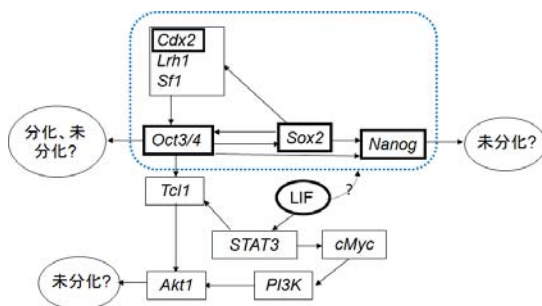 Cdx2
Lrh1
Sf1
分化、未
分化?
Oct3/4
Sox2
Nanog
未分化?
Tcl1
LIF
?
STAT3
cMyc
未分化?
Akt1
PI3K